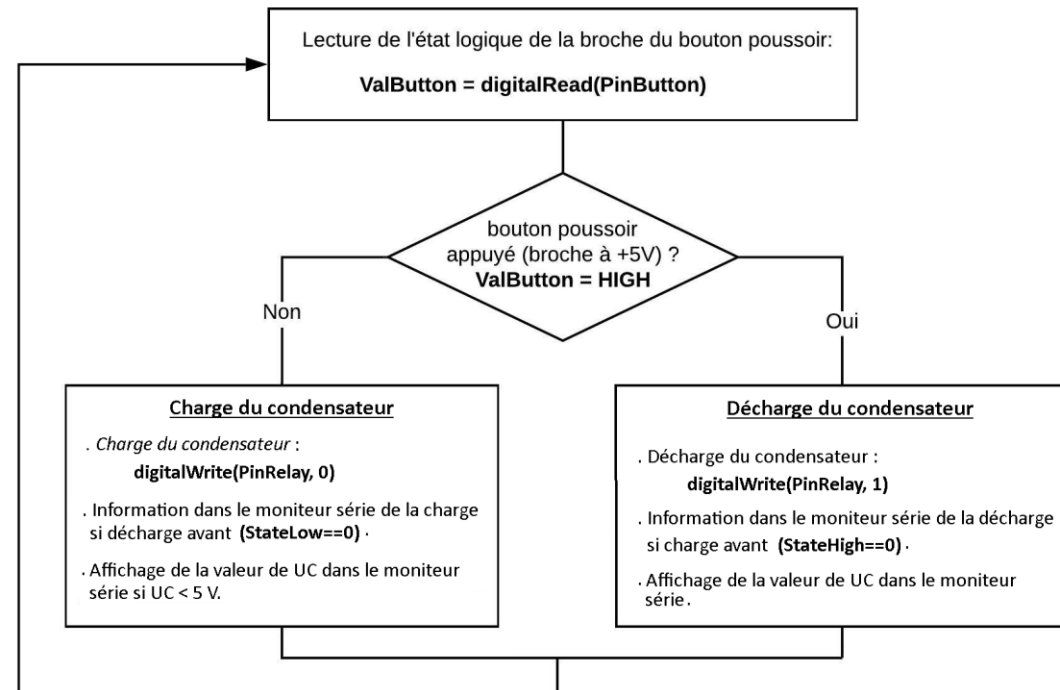 Lecture de l'état logique de la broche du bouton poussoir:
ValButton = digitalRead(PinButton)
bouton poussoir
appuyé (broche à +5V) ?
ValButton = HIGH
Non
Oui
Charge du condensateur
. Charge du condensateur :
digitalWrite(PinRelay, 0)
. Information dans le moniteur série de la charge
si décharge avant (StateLow==0) .
. Affichage de la valeur de UC dans le moniteur
série si UC < 5 V.
Décharge du condensateur
. Décharge du condensateur :
digitalWrite(PinRelay, 1)
. Information dans le moniteur série de la décharge
si charge avant (StateHigh==0) .
. Affichage de la valeur de UC dans le moniteur
série .